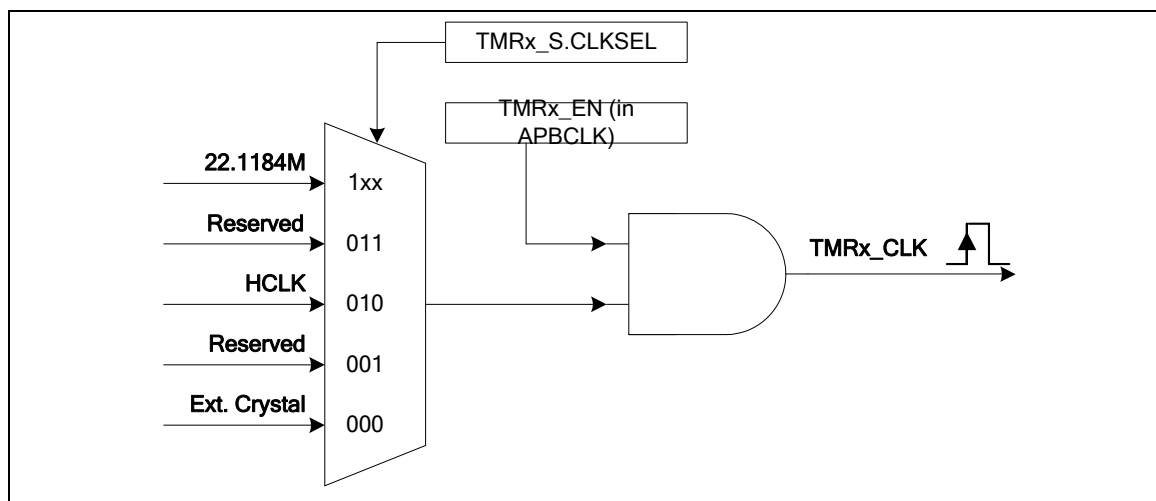 TMRx_S.CLKSEL
TMRx_EN (in
APBCLK)
22.1184M
1xx
Reserved
011
HCLK
010
Reserved
001
Ext. Crystal
000
TMRx_CLK